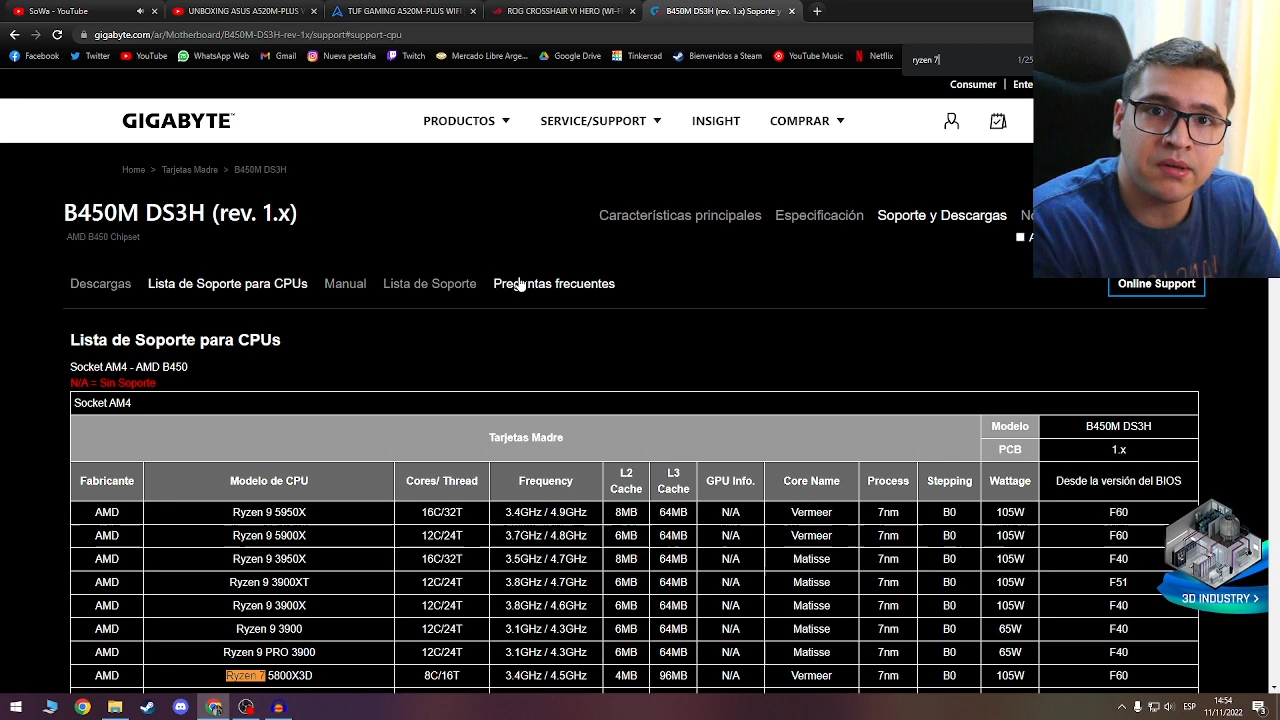 SoWa - YouTube
UNBOXING ASUS A520M-PLUS
TUF GAMING A520M-PLUS WIFI
ROG CROSSHAIR VI HERO (WI-FI
B450M DS3H (rev. 1.x) Soporte y
gigabyte.com/ar/Motherboard/B450M-DS3H-rev-1x/support#support-cpu
Facebook
Twitter
YouTube
WhatsApp Web
Gmail
Nueva pestaña
Twitch
Mercado Libre Arge...
Google Drive
Tinkercad
Bienvenidos a Steam
YouTube Music
Netflix
ryzen 7
1/25
Consumer
Ente
GIGABYTE
PRODUCTOS
SERVICE/SUPPORT
INSIGHT
COMPRAR
Home > Tarjetas Madre > B450M DS3H
B450M DS3H (rev. 1.x)
Características principales
Especificación
Soporte y Descargas
No
AMD B450 Chipset
A
Descargas
Lista de Soporte para CPUs
Manual
Lista de Soporte
Preguntas frecuentes
Online Support
Lista de Soporte para CPUs
Socket AM4 - AMD B450
N/A = Sin Soporte
Socket AM4
Tarjetas Madre Modelo B450M DS3H
PCB 1.x
Fabricante Modelo de CPU Cores/ Thread Frequency L2 Cache L3 Cache GPU Info. Core Name Process Stepping Wattage Desde la versión del BIOS
AMD Ryzen 9 5950X 16C/32T 3.4GHz / 4.9GHz 8MB 64MB N/A Vermeer 7nm B0 105W F60
AMD Ryzen 9 5900X 12C/24T 3.7GHz / 4.8GHz 6MB 64MB N/A Vermeer 7nm B0 105W F60
AMD Ryzen 9 3950X 16C/32T 3.5GHz / 4.7GHz 8MB 64MB N/A Matisse 7nm B0 105W F40
AMD Ryzen 9 3900XT 12C/24T 3.8GHz / 4.7GHz 6MB 64MB N/A Matisse 7nm B0 105W F51
AMD Ryzen 9 3900X 12C/24T 3.8GHz / 4.6GHz 6MB 64MB N/A Matisse 7nm B0 105W F40
AMD Ryzen 9 3900 12C/24T 3.1GHz / 4.3GHz 6MB 64MB N/A Matisse 7nm B0 65W F40
AMD Ryzen 9 PRO 3900 12C/24T 3.1GHz / 4.3GHz 6MB 64MB N/A Matisse 7nm B0 65W F40
AMD Ryzen 7 5800X3D 8C/16T 3.4GHz / 4.5GHz 4MB 96MB N/A Vermeer 7nm B0 105W F60
3D INDUSTRY >
ESP
14:54
11/11/2022
3